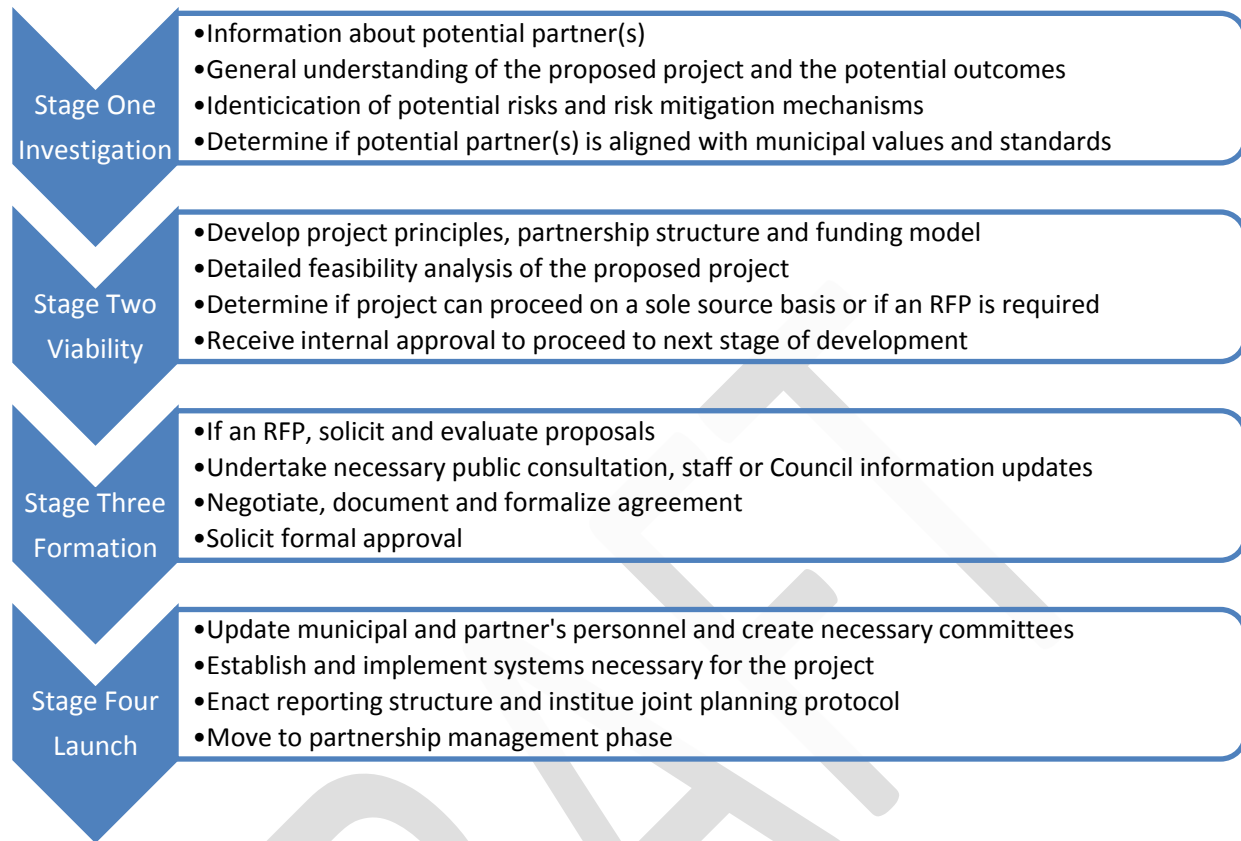 Stage One
Investigation
•Information about potential partner(s)
•General understanding of the proposed project and the potential outcomes
•Identicication of potential risks and risk mitigation mechanisms
•Determine if potential partner(s) is aligned with municipal values and standards
Stage Two
Viability
•Develop project principles, partnership structure and funding model
•Detailed feasibility analysis of the proposed project
•Determine if project can proceed on a sole source basis or if an RFP is required
•Receive internal approval to proceed to next stage of development
Stage Three
Formation
•If an RFP, solicit and evaluate proposals
•Undertake necessary public consultation, staff or Council information updates
•Negotiate, document and formalize agreement
•Solicit formal approval
Stage Four
Launch
•Update municipal and partner's personnel and create necessary committees
•Establish and implement systems necessary for the project
•Enact reporting structure and institue joint planning protocol
•Move to partnership management phase
DRAFT